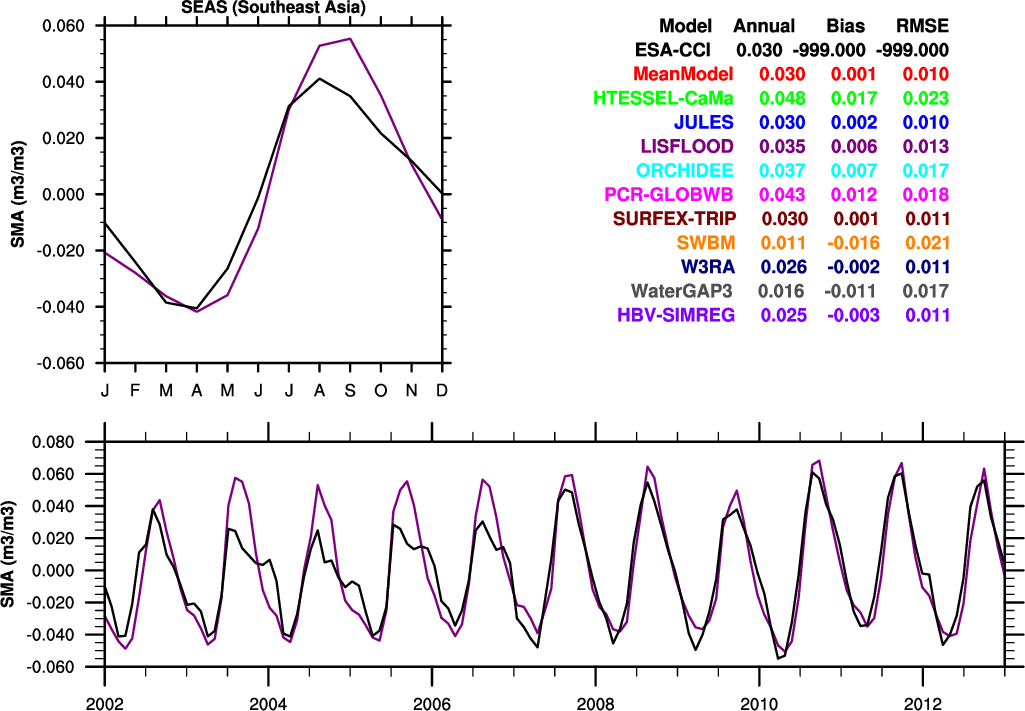 SEAS (Southeast Asia)
0.060
0.040
0.020
0.000
-0.020
-0.040
-0.060
SMA (m3/m3)
J F M A M J J A S O N D
Model Annual Bias RMSE
ESA-CCI 0.030 -999.000 -999.000
MeanModel 0.030 0.001 0.010
HTESSEL-CaMa 0.048 0.017 0.023
JULES 0.030 0.002 0.010
LISFLOOD 0.035 0.006 0.013
ORCHIDEE 0.037 0.007 0.017
PCR-GLOBWB 0.043 0.012 0.018
SURFEX-TRIP 0.030 0.001 0.011
SWBM 0.011 -0.016 0.021
W3RA 0.026 -0.002 0.011
WaterGAP3 0.016 -0.011 0.017
HBV-SIMREG 0.025 -0.003 0.011
0.080
0.060
0.040
0.020
0.000
-0.020
-0.040
-0.060
SMA (m3/m3)
2002 2004 2006 2008 2010 2012